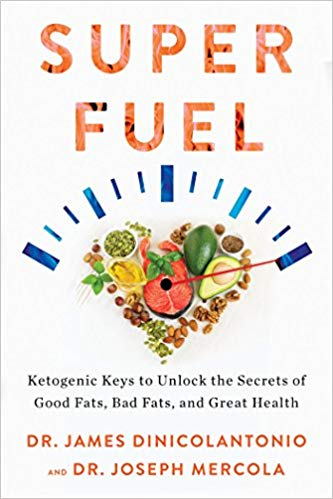 SUPER
FUEL
Ketogenic Keys to Unlock the Secrets of
Good Fats, Bad Fats, and Great Health
DR. JAMES DINICOLANTONIO
AND DR. JOSEPH MERCOLA